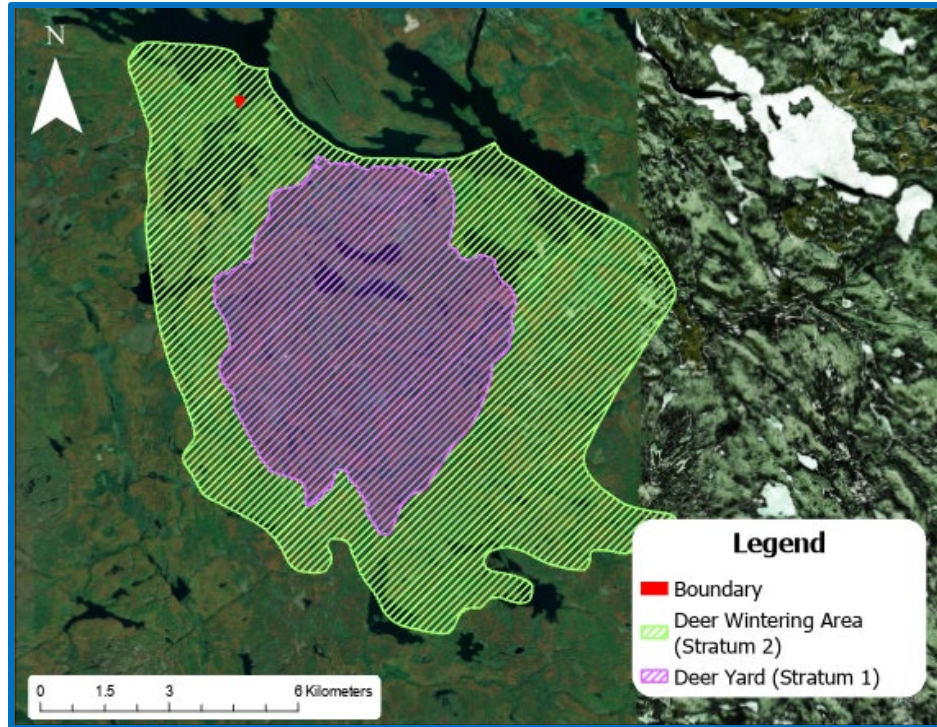 N
Legend
Boundary
Deer Wintering Area
(Stratum 2)
Deer Yard (Stratum 1)
0 1.5 3 6 Kilometers